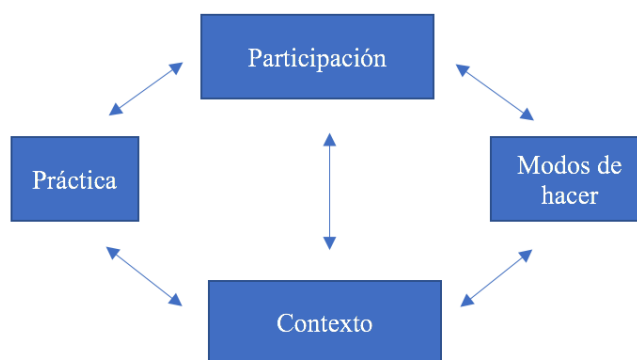 Participación
Práctica
Modos de
hacer
Contexto